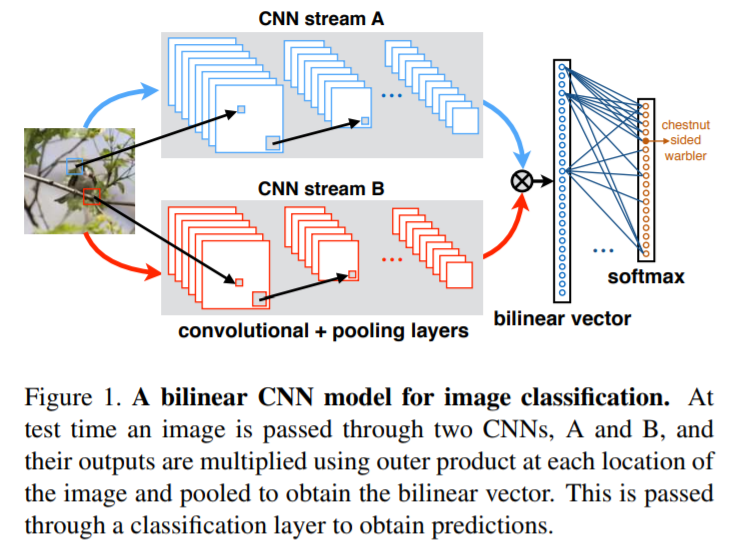 CNN stream A
chestnut
sided
warbler
CNN stream B
softmax
bilinear vector
convolutional + pooling layers
Figure 1. A bilinear CNN model for image classification. At
test time an image is passed through two CNNs, A and B, and
their outputs are multiplied using outer product at each location of
the image and pooled to obtain the bilinear vector. This is passed
through a classification layer to obtain predictions.